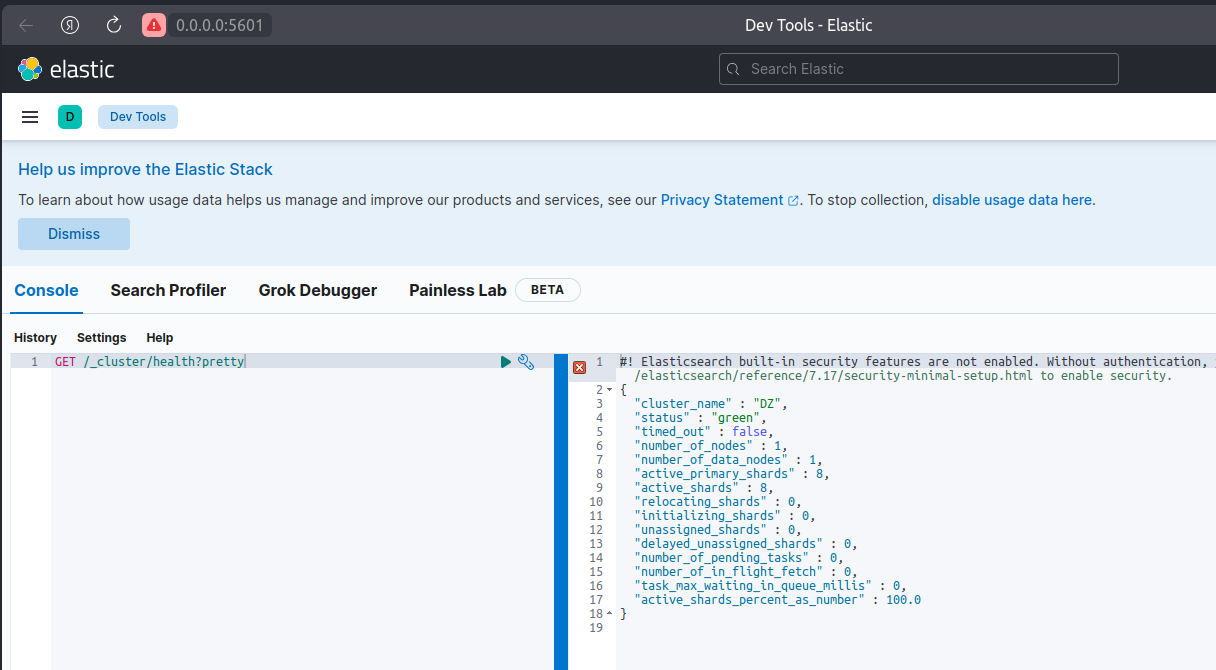 Я 0.0.0.0:5601 Dev Tools - Elastic
elastic Search Elastic
D Dev Tools
Help us improve the Elastic Stack
To learn about how usage data helps us manage and improve our products and services, see our Privacy Statement. To stop collection, disable usage data here.
Dismiss
Console Search Profiler Grok Debugger Painless Lab BETA
History Settings Help
1 GET /_cluster/health?pretty
1 #! Elasticsearch built-in security features are not enabled. Without authentication,
/elasticsearch/reference/7.17/security-minimal-setup.html to enable security.
2 {
3 "cluster_name" : "DZ",
4 "status" : "green",
5 "timed_out" : false,
6 "number_of_nodes" : 1,
7 "number_of_data_nodes" : 1,
8 "active_primary_shards" : 8,
9 "active_shards" : 8,
10 "relocating_shards" : 0,
11 "initializing_shards" : 0,
12 "unassigned_shards" : 0,
13 "delayed_unassigned_shards" : 0,
14 "number_of_pending_tasks" : 0,
15 "number_of_in_flight_fetch" : 0,
16 "task_max_waiting_in_queue_millis" : 0,
17 "active_shards_percent_as_number" : 100.0
18 }
19